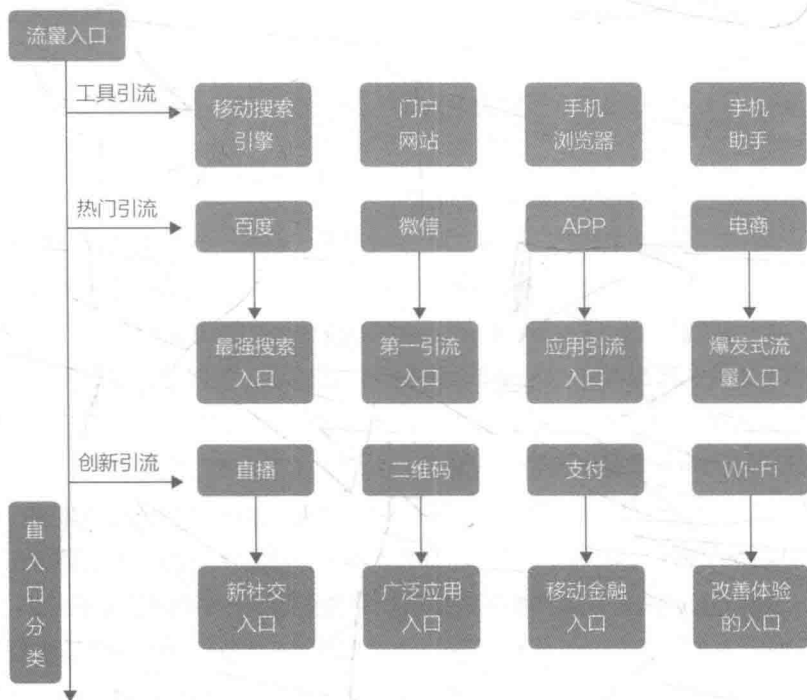 流量入口
工具引流
移动搜索
引擎
门户
网站
手机
浏览器
手机
助手
热门引流
百度
微信
APP
电商
最强搜索
入口
第一引流
入口
应用引流
入口
爆发式流
量入口
创新引流
直播
二维码
支付
Wi-Fi
新社交
入口
广泛应用
入口
移动金融
入口
改善体验
的入口
直入口分类